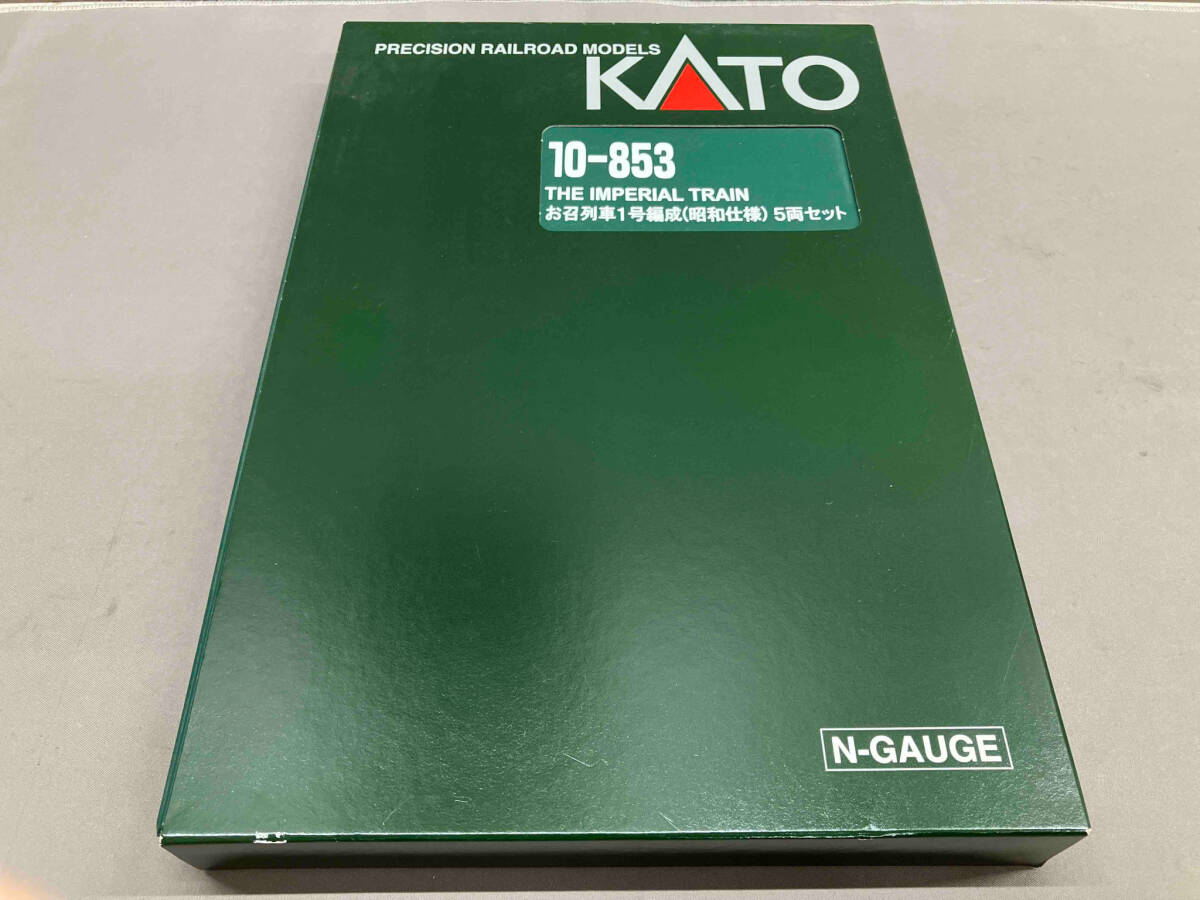 PRECISION RAILROAD MODELS
KATO
10-853
THE IMPERIAL TRAIN
お召列車1号編成(昭和仕様) 5両セット
N-GAUGE